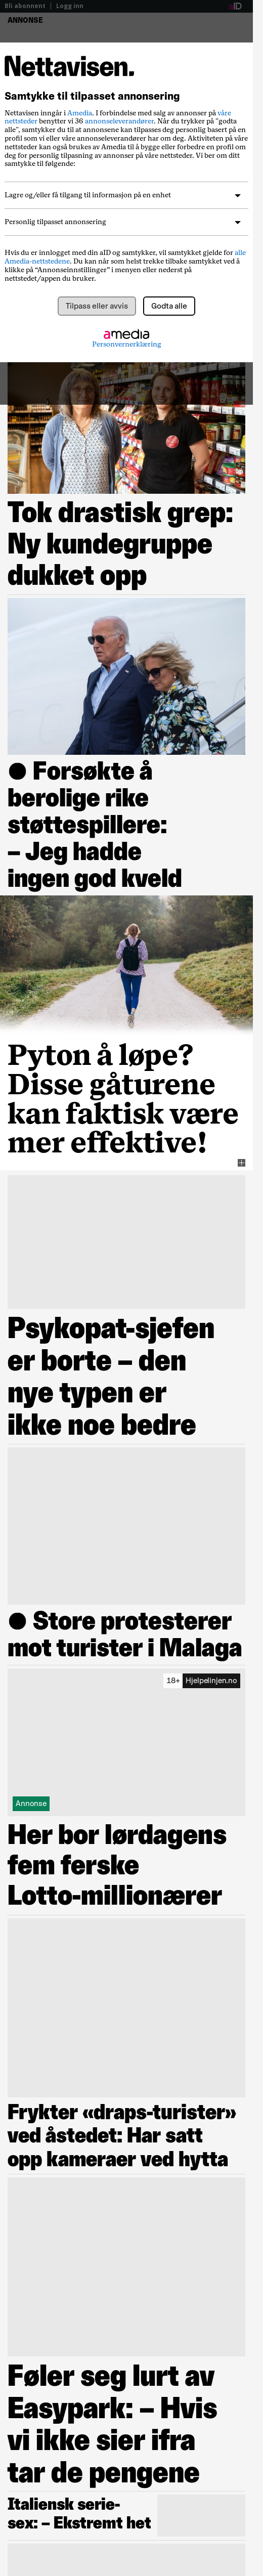 Bli abonnent | Logg inn
aID
ANNONSE
Nettavisen.
Samtykke til tilpasset annonsering
Nettavisen inngår i Amedia. I forbindelse med salg av annonser på våre
nettsteder benytter vi 36 annonseleverandører. Når du trykker på "godta
alle", samtykker du til at annonsene kan tilpasses deg personlig basert på en
profil som vi eller våre annonseleverandører har om deg. Aktiviteten på våre
nettsteder kan også brukes av Amedia til å bygge eller forbedre en profil om
deg for personlig tilpasning av annonser på våre nettsteder. Vi ber om ditt
samtykke til følgende:
Lagre og/eller få tilgang til informasjon på en enhet
Personlig tilpasset annonsering
Hvis du er innlogget med din aID og samtykker, vil samtykket gjelde for alle
Amedia-nettstedene. Du kan når som helst trekke tilbake samtykket ved å
klikke på “Annonseinnstillinger” i menyen eller nederst på
nettstedet/appen du bruker.
Tilpass eller avvis
Godta alle
amedia
Personvernerklæring
Tok drastisk grep:
Ny kundegruppe
dukket opp
● Forsøkte å
berolige rike
støttespillere:
– Jeg hadde
ingen god kveld
Pyton å løpe?
Disse gåturene
kan faktisk være
mer effektive!
Psykopat-sjefen
er borte – den
nye typen er
ikke noe bedre
● Store protesterer
mot turister i Malaga
18+ Hjelpelinjen.no
Annonse
Her bor lørdagens
fem ferske
Lotto-millionærer
Frykter «draps-turister»
ved åstedet: Har satt
opp kameraer ved hytta
Føler seg lurt av
Easypark: – Hvis
vi ikke sier ifra
tar de pengene
Italiensk serie-
sex: – Ekstremt het